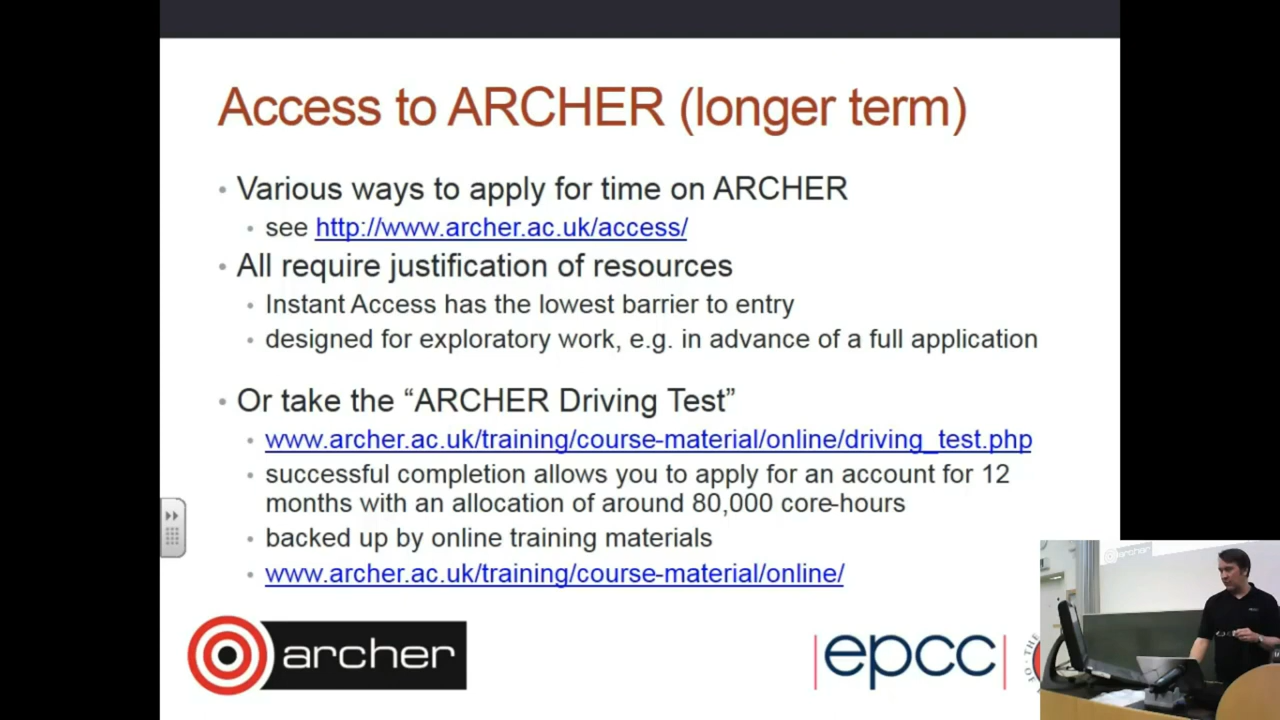 Access to ARCHER (longer term)
• Various ways to apply for time on ARCHER
• see http://www.archer.ac.uk/access/
• All require justification of resources
• Instant Access has the lowest barrier to entry
• designed for exploratory work, e.g. in advance of a full application
• Or take the “ARCHER Driving Test”
• www.archer.ac.uk/training/course-material/online/driving_test.php
• successful completion allows you to apply for an account for 12
months with an allocation of around 80,000 core-hours
• backed up by online training materials
• www.archer.ac.uk/training/course-material/online/
archer
epcc
archer